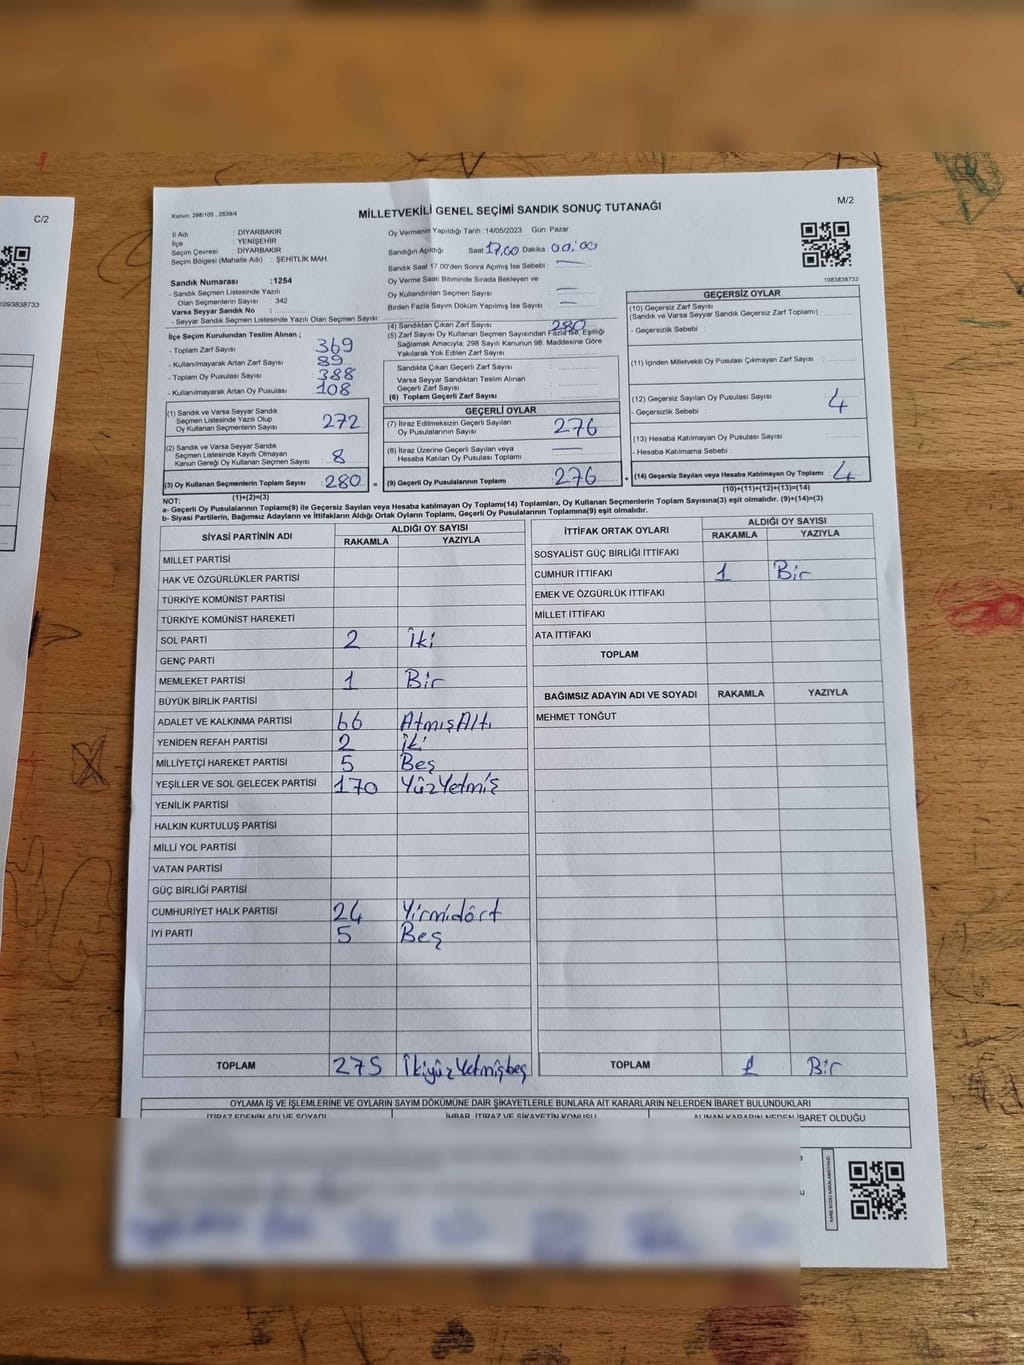 C/2
1093838733
Kanun: 298/105 , 2839/4
MİLLETVEKİLİ GENEL SEÇİMİ SANDIK SONUÇ TUTANAĞI
M/2
İl Adı : DİYARBAKIR
İlçe : YENİŞEHİR
Seçim Çevresi : DİYARBAKIR
Seçim Bölgesi (Mahalle Adı) : ŞEHİTLİK MAH.
Sandık Numarası :1254
- Sandık Seçmen Listesinde Yazılı
Olan Seçmenlerin Sayısı : 342
Varsa Seyyar Sandık No :
- Seyyar Sandık Seçmen Listesinde Yazılı Olan Seçmen Sayısı :
İlçe Seçim Kurulundan Teslim Alınan ;
- Toplam Zarf Sayısı : 369
- Kullanılmayarak Artan Zarf Sayısı : 89
- Toplam Oy Pusulası Sayısı : 388
- Kullanılmayarak Artan Oy Pusulası : 108
Oy Vermenin Yapıldığı Tarih :14/05/2023 Gün: Pazar
Sandığın Açıldığı Saat 17.00 Dakika 00:00
Sandık Saat 17:00'den Sonra Açımış İse Sebebi : —
Oy Verme Saati Bitiminde Sırada Bekleyen ve
Oy Kullandırılan Seçmen Sayısı : —
Birden Fazla Sayım Döküm Yapılmış İse Sayısı : —
(4) Sandıktan Çıkan Zarf Sayısı : 280
(5) Zarf Sayısı Oy Kullanan Seçmen Sayısından Fazla İse, Eşitliği
Sağlamak Amacıyla; 298 Sayılı Kanunun 98. Maddesine Göre
Yakılarak Yok Edilen Zarf Sayısı :
Sandıkta Çıkan Geçerli Zarf Sayısı :
Varsa Seyyar Sandıktan Teslim Alınan
Geçerli Zarf Sayısı :
(6) Toplam Geçerli Zarf Sayısı :
1083838733
GEÇERSİZ OYLAR
(10) Geçersiz Zarf Sayısı
(Sandık ve Varsa Seyyar Sandık Geçersiz Zarf Toplamı) :
- Geçersizlik Sebebi :
(11) İçinden Milletvekili Oy Pusulası Çıkmayan Zarf Sayısı :
(12) Geçersiz Sayılan Oy Pusulası Sayısı : 4
- Geçersizlik Sebebi :
(13) Hesaba Katılmayan Oy Pusulası Sayısı :
- Hesaba Katılmama Sebebi :
(14) Geçersiz Sayılan veya Hesaba Katılmayan Oy Toplamı : 4
(10)+(11)+(12)+(13)=(14)
(1) Sandık ve Varsa Seyyar Sandık
Seçmen Listesinde Yazılı Olup
Oy Kullanan Seçmenlerin Sayısı : 272
(2) Sandık ve Varsa Seyyar Sandık
Seçmen Listesinde Kayıtlı Olmayan
Kanun Gereği Oy Kullanan Seçmenlerin Sayısı : 8
(3) Oy Kullanan Seçmenlerin Toplam Sayısı : 280 =
(1)+(2)=(3)
GEÇERLİ OYLAR
(7) İtiraz Edilmeksizin Geçerli Sayılan
Oy Pusulalarının Sayısı : 276
(8) İtiraz Üzerine Geçerli Sayılan veya
Hesaba Katılan Oy Pusulası Toplamı : —
(9) Geçerli Oy Pusulalarının Toplamı : 276 +
NOT:
a- Geçerli Oy Pusulalarının Toplamı(9) ile Geçersiz Sayılan veya Hesaba katılmayan Oy Toplamı(14) Toplamları, Oy Kullanan Seçmenlerin Toplam Sayısına(3) eşit olmalıdır. (9)+(14)=(3)
b- Siyasi Partilerin, Bağımsız Adayların ve İttifakların Aldığı Ortak Oyların Toplamı, Geçerli Oy Pusulalarının Toplamına(9) eşit olmalıdır.
SİYASİ PARTİNİN ADI ALDIĞI OY SAYISI
RAKAMLA YAZIYLA
MİLLET PARTİSİ
HAK VE ÖZGÜRLÜKLER PARTİSİ
TÜRKİYE KOMÜNİST PARTİSİ
TÜRKİYE KOMÜNİST HAREKETİ
SOL PARTİ 2 İki
GENÇ PARTİ
MEMLEKET PARTİSİ 1 Bir
BÜYÜK BİRLİK PARTİSİ
ADALET VE KALKINMA PARTİSİ 66 AtmışAltı
YENİDEN REFAH PARTİSİ 2 İki
MİLLİYETÇİ HAREKET PARTİSİ 5 Beş
YEŞİLLER VE SOL GELECEK PARTİSİ 170 YüzYetmiş
YENİLİK PARTİSİ
HALKIN KURTULUŞ PARTİSİ
MİLLİ YOL PARTİSİ
VATAN PARTİSİ
GÜÇ BİRLİĞİ PARTİSİ
CUMHURİYET HALK PARTİSİ 24 Yirmidört
İYİ PARTİ 5 Beş
TOPLAM 275 İkiyüzYetmişbeş
İTTİFAK ORTAK OYLARI ALDIĞI OY SAYISI
RAKAMLA YAZIYLA
SOSYALİST GÜÇ BİRLİĞİ İTTİFAKI
CUMHUR İTTİFAKI 1 Bir
EMEK VE ÖZGÜRLÜK İTTİFAKI
MİLLET İTTİFAKI
ATA İTTİFAKI
TOPLAM
BAĞIMSIZ ADAYIN ADI VE SOYADI RAKAMLA YAZIYLA
MEHMET TONĞUT
TOPLAM 1 Bir
OYLAMA İŞ VE İŞLEMLERİNE VE OYLARIN SAYIM DÖKÜMÜNE DAİR ŞİKAYETLERLE BUNLARA AİT KARARLARIN NELERDEN İBARET BULUNDUKLARI
İTİRAZ EDENİN ADI VE SOYADI İHBAR, İTİRAZ VE ŞİKAYETİN KONUSU ALINAN KARARIN NEDEN İBARET OLDUĞU